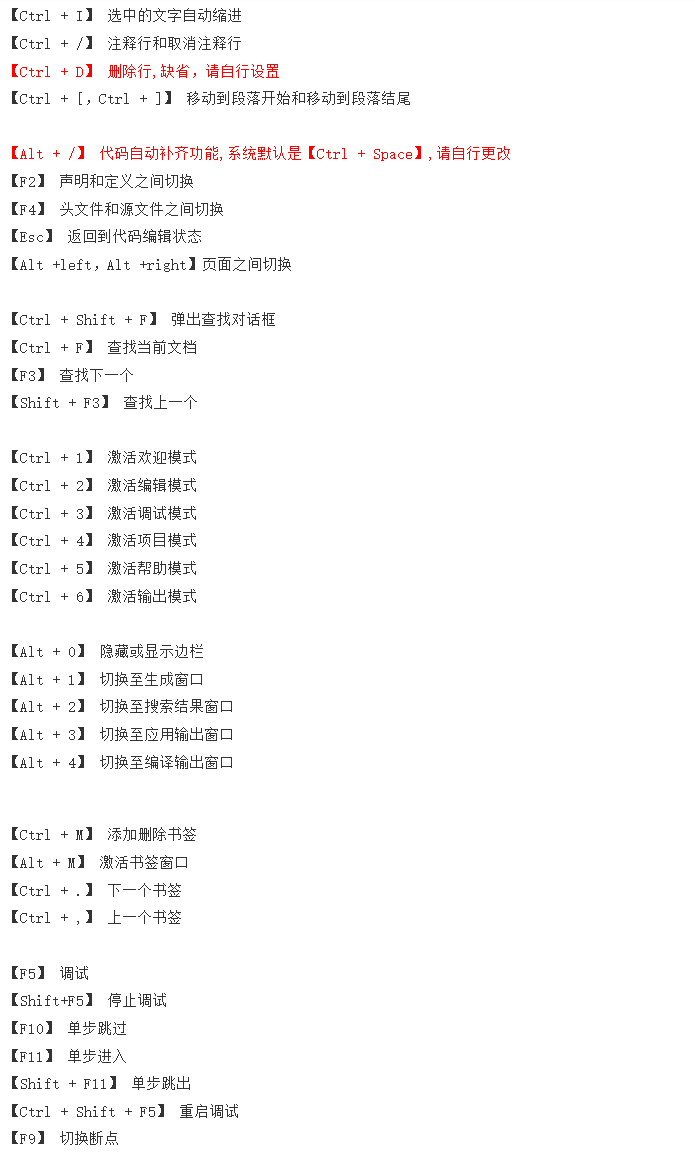 【Ctrl + I】 选中的文字自动缩进
【Ctrl + /】 注释行和取消注释行
【Ctrl + D】 删除行,缺省，请自行设置
【Ctrl + [，Ctrl + ]】 移动到段落开始和移动到段落结尾
【Alt + /】 代码自动补齐功能,系统默认是【Ctrl + Space】,请自行更改
【F2】 声明和定义之间切换
【F4】 头文件和源文件之间切换
【Esc】 返回到代码编辑状态
【Alt +left，Alt +right】页面之间切换
【Ctrl + Shift + F】 弹出查找对话框
【Ctrl + F】 查找当前文档
【F3】 查找下一个
【Shift + F3】 查找上一个
【Ctrl + 1】 激活欢迎模式
【Ctrl + 2】 激活编辑模式
【Ctrl + 3】 激活调试模式
【Ctrl + 4】 激活项目模式
【Ctrl + 5】 激活帮助模式
【Ctrl + 6】 激活输出模式
【Alt + 0】 隐藏或显示边栏
【Alt + 1】 切换至生成窗口
【Alt + 2】 切换至搜索结果窗口
【Alt + 3】 切换至应用输出窗口
【Alt + 4】 切换至编译输出窗口
【Ctrl + M】 添加删除书签
【Alt + M】 激活书签窗口
【Ctrl + .】 下一个书签
【Ctrl + ,】 上一个书签
【F5】 调试
【Shift+F5】 停止调试
【F10】 单步跳过
【F11】 单步进入
【Shift + F11】 单步跳出
【Ctrl + Shift + F5】 重启调试
【F9】 切换断点